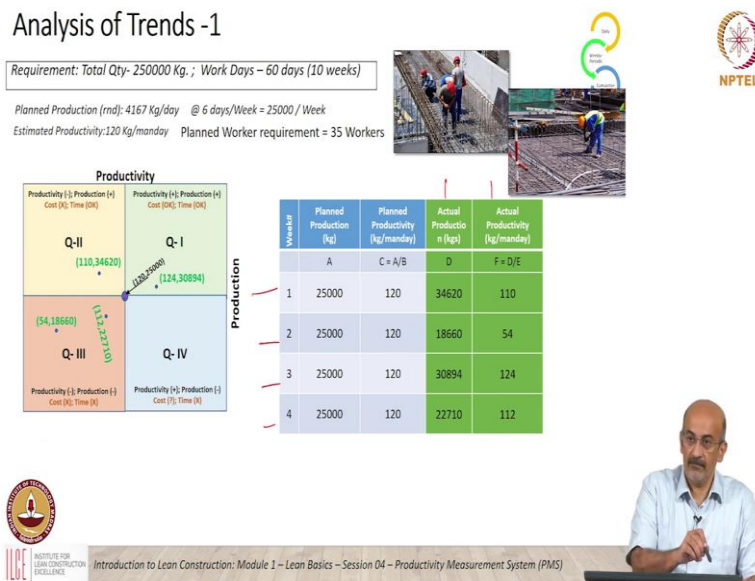 Analysis of Trends -1
NPTEL
Daily
Weekly
Requirement: Total Qty- 250000 Kg. ; Work Days – 60 days (10 weeks)
Planned Production (rnd): 4167 Kg/day @ 6 days/Week = 25000 / Week
Estimated Productivity:120 Kg/manday Planned Worker requirement = 35 Workers
Productivity
Productivity (-); Production (+)
Cost (X); Time (OK)
Q-II
(110,34620)
Productivity (+); Production (+)
Cost (OK); Time (OK)
Q- I
(124,30894)
(120,25000)
Production
(54,18660)
(112,22710)
Q- III
Productivity (-); Production (-)
Cost (X); Time (X)
Q- IV
Productivity (+); Production (-)
Cost (?); Time (X)
Week# Planned Production (kg) Planned Productivity (kg/manday) Actual Productio n (kgs) Actual Productivity (kg/manday)
A C = A/B D F = D/E
1 25000 120 34620 110
2 25000 120 18660 54
3 25000 120 30894 124
4 25000 120 22710 112
ILCE INSTITUTE FOR LEAN CONSTRUCTION EXCELLENCE
Introduction to Lean Construction: Module 1 – Lean Basics – Session 04 – Productivity Measurement System (PMS)